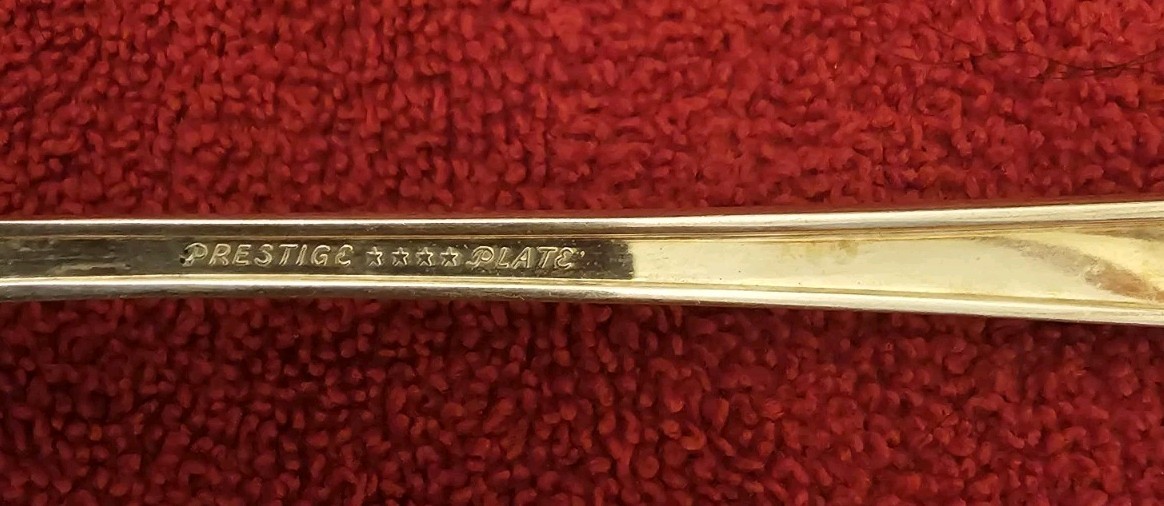 PRESTIGE ★★★★ PLATE